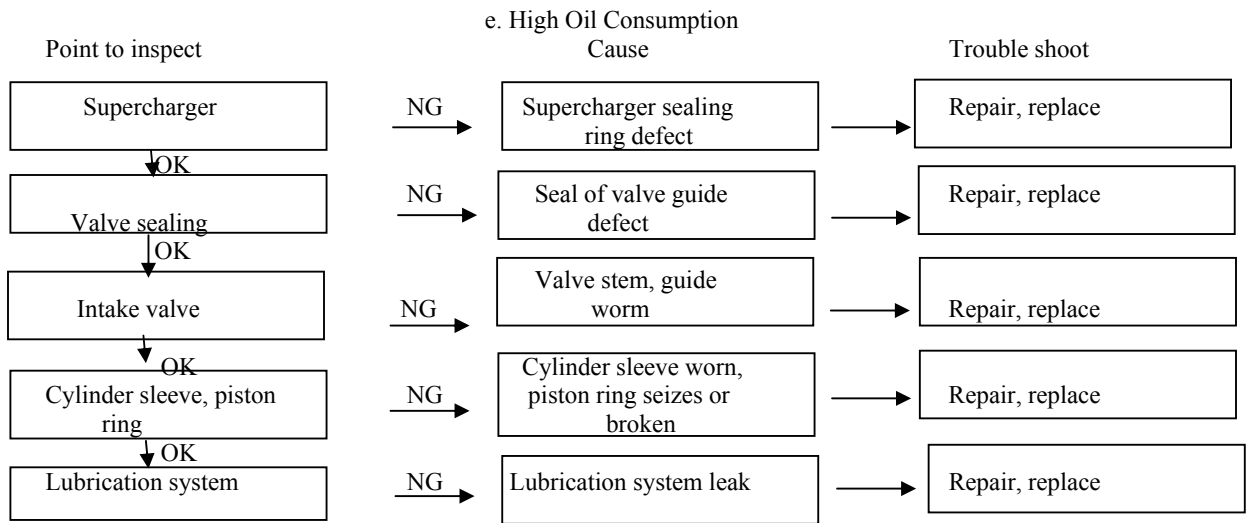 e. High Oil Consumption
Point to inspect
Cause
Trouble shoot
Supercharger
NG
Supercharger sealing
ring defect
Repair, replace
OK
Valve sealing
NG
Seal of valve guide
defect
Repair, replace
OK
Intake valve
NG
Valve stem, guide
worm
Repair, replace
OK
Cylinder sleeve, piston
ring
NG
Cylinder sleeve worn,
piston ring seizes or
broken
Repair, replace
OK
Lubrication system
NG
Lubrication system leak
Repair, replace